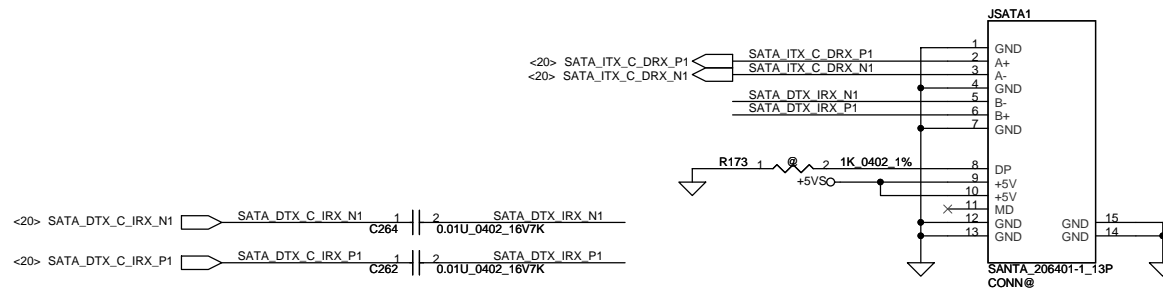 JSATA1
1 GND
<20> SATA_ITX_C_DRX_P1 SATA_ITX_C_DRX_P1 2 A+
<20> SATA_ITX_C_DRX_N1 SATA_ITX_C_DRX_N1 3 A-
4 GND
SATA_DTX_IRX_N1 5 B-
SATA_DTX_IRX_P1 6 B+
7 GND
R173 1 @ 2 1K_0402_1% 8 DP
+5VS 9 +5V
10 +5V
11 MD
12 GND GND 15
13 GND GND 14
SANTA_206401-1_13P
CONN@
<20> SATA_DTX_C_IRX_N1 SATA_DTX_C_IRX_N1 1 2 SATA_DTX_IRX_N1
C264 0.01U_0402_16V7K
<20> SATA_DTX_C_IRX_P1 SATA_DTX_C_IRX_P1 1 2 SATA_DTX_IRX_P1
C262 0.01U_0402_16V7K